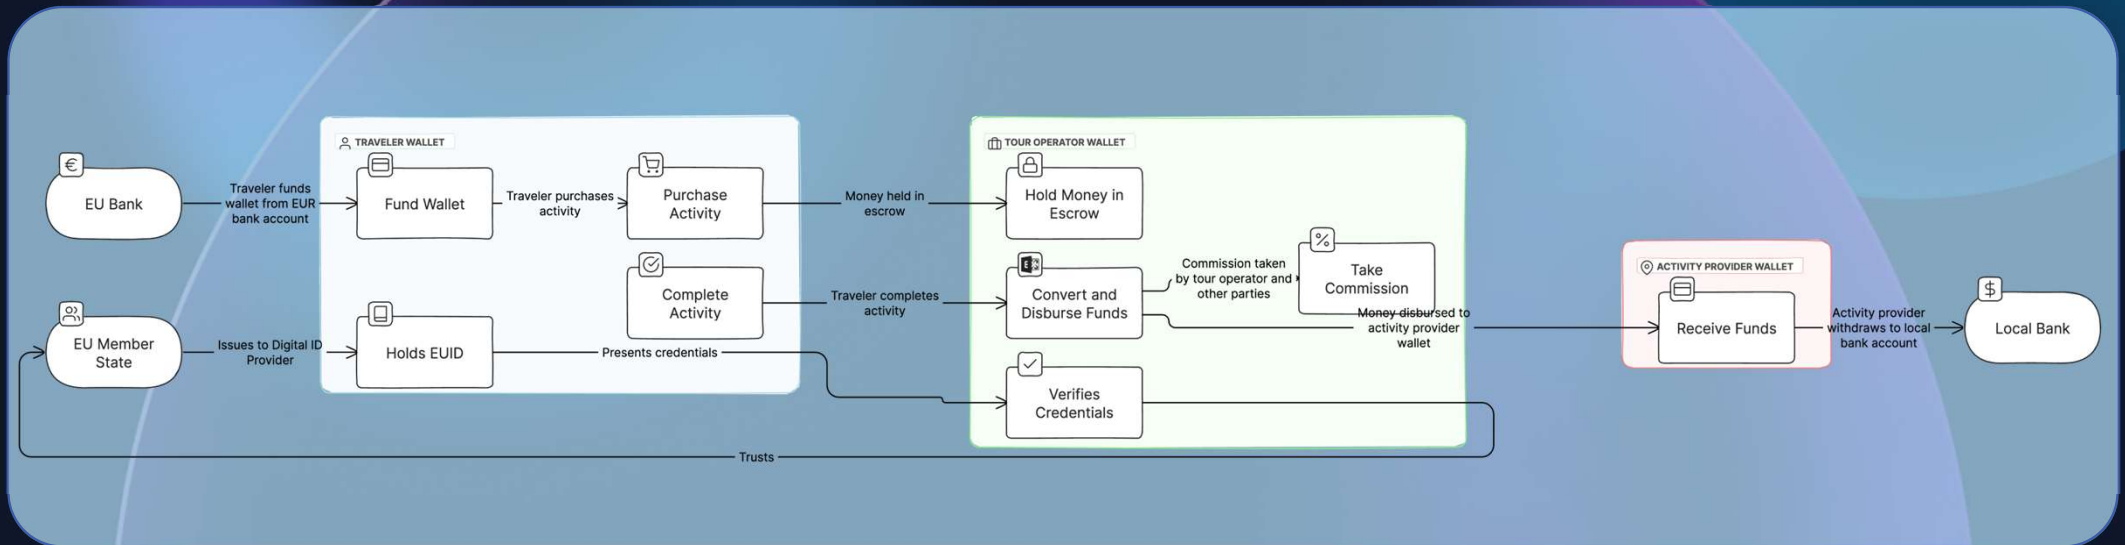 TRAVELER WALLET
TOUR OPERATOR WALLET
EU Bank
Traveler funds
wallet from EUR
bank account
Fund Wallet
Traveler purchases
activity
Purchase
Activity
Money held in
escrow
Hold Money in
Escrow
Complete
Activity
Traveler completes
activity
Convert and
Disburse Funds
Commission taken
by tour operator and
other parties
Take
Commission
Money disbursed to
activity provider
wallet
ACTIVITY PROVIDER WALLET
Receive Funds
Activity provider
withdraws to local
bank account
Local Bank
EU Member
State
Issues to Digital ID
Provider
Holds EUID
Presents credentials
Verifies
Credentials
Trusts